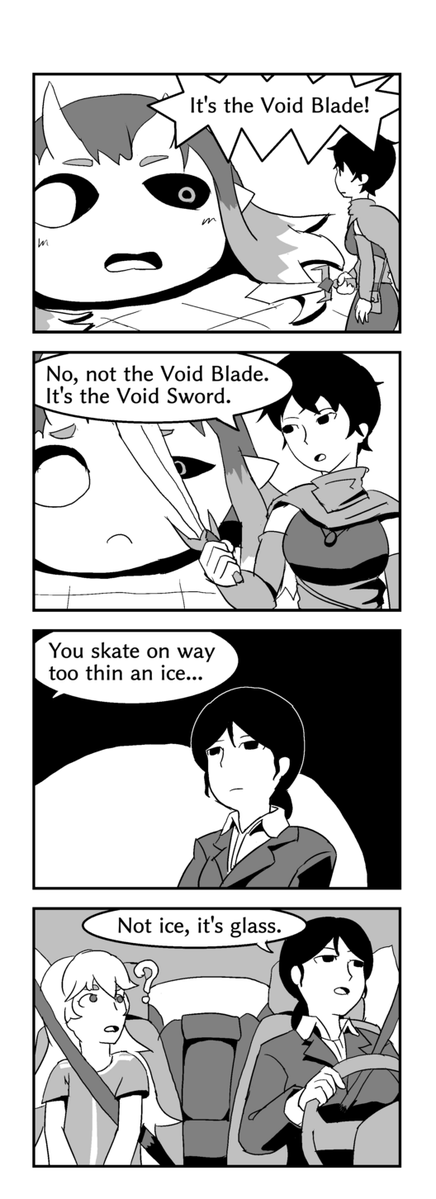 It's the Void Blade!
No, not the Void Blade.
It's the Void Sword.
You skate on way
too thin an ice...
Not ice, it's glass.
?